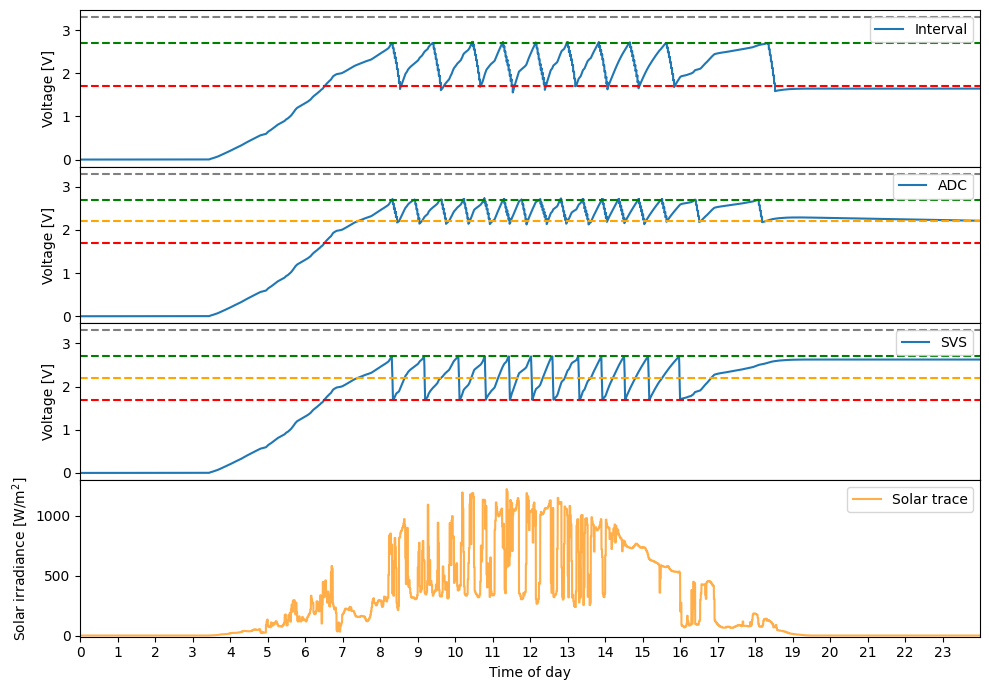 Voltage [V]
3
2
1
0
Interval
Voltage [V]
3
2
1
0
ADC
Voltage [V]
3
2
1
0
SVS
Solar irradiance [W/m²]
1000
500
0
Solar trace
0 1 2 3 4 5 6 7 8 9 10 11 12 13 14 15 16 17 18 19 20 21 22 23
Time of day